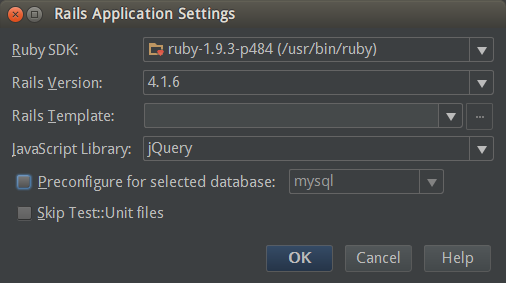 Rails Application Settings
Ruby SDK: ruby-1.9.3-p484 (/usr/bin/ruby)
Rails Version: 4.1.6
Rails Template: ...
JavaScript Library: jQuery
Preconfigure for selected database: mysql
Skip Test::Unit files
OK Cancel Help